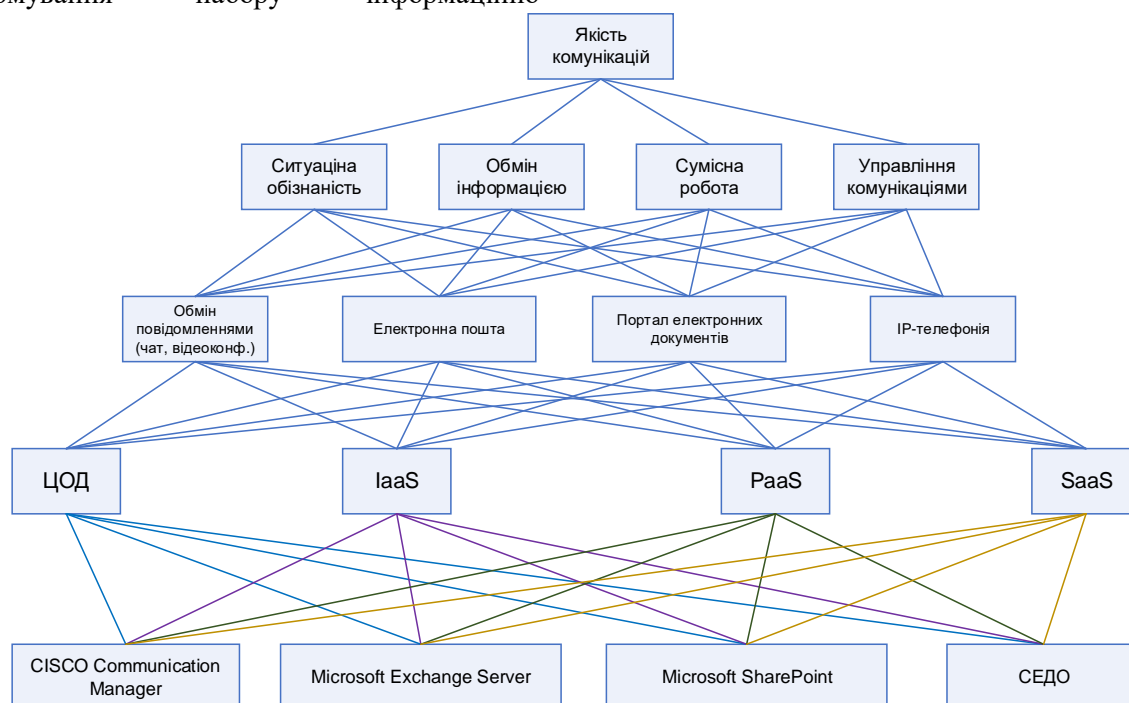 набору
Якість
комунікацій
Ситуаціна
обізнаність
Обмін
інформацією
Сумісна
робота
Управління
комунікаціями
Обмін
повідомленнями
(чат, відеоконф.)
Електронна пошта
Портал електронних
документів
IP-телефонія
ЦОД
IaaS
PaaS
SaaS
CISCO Communication
Manager
Microsoft Exchange Server
Microsoft SharePoint
СЕДО